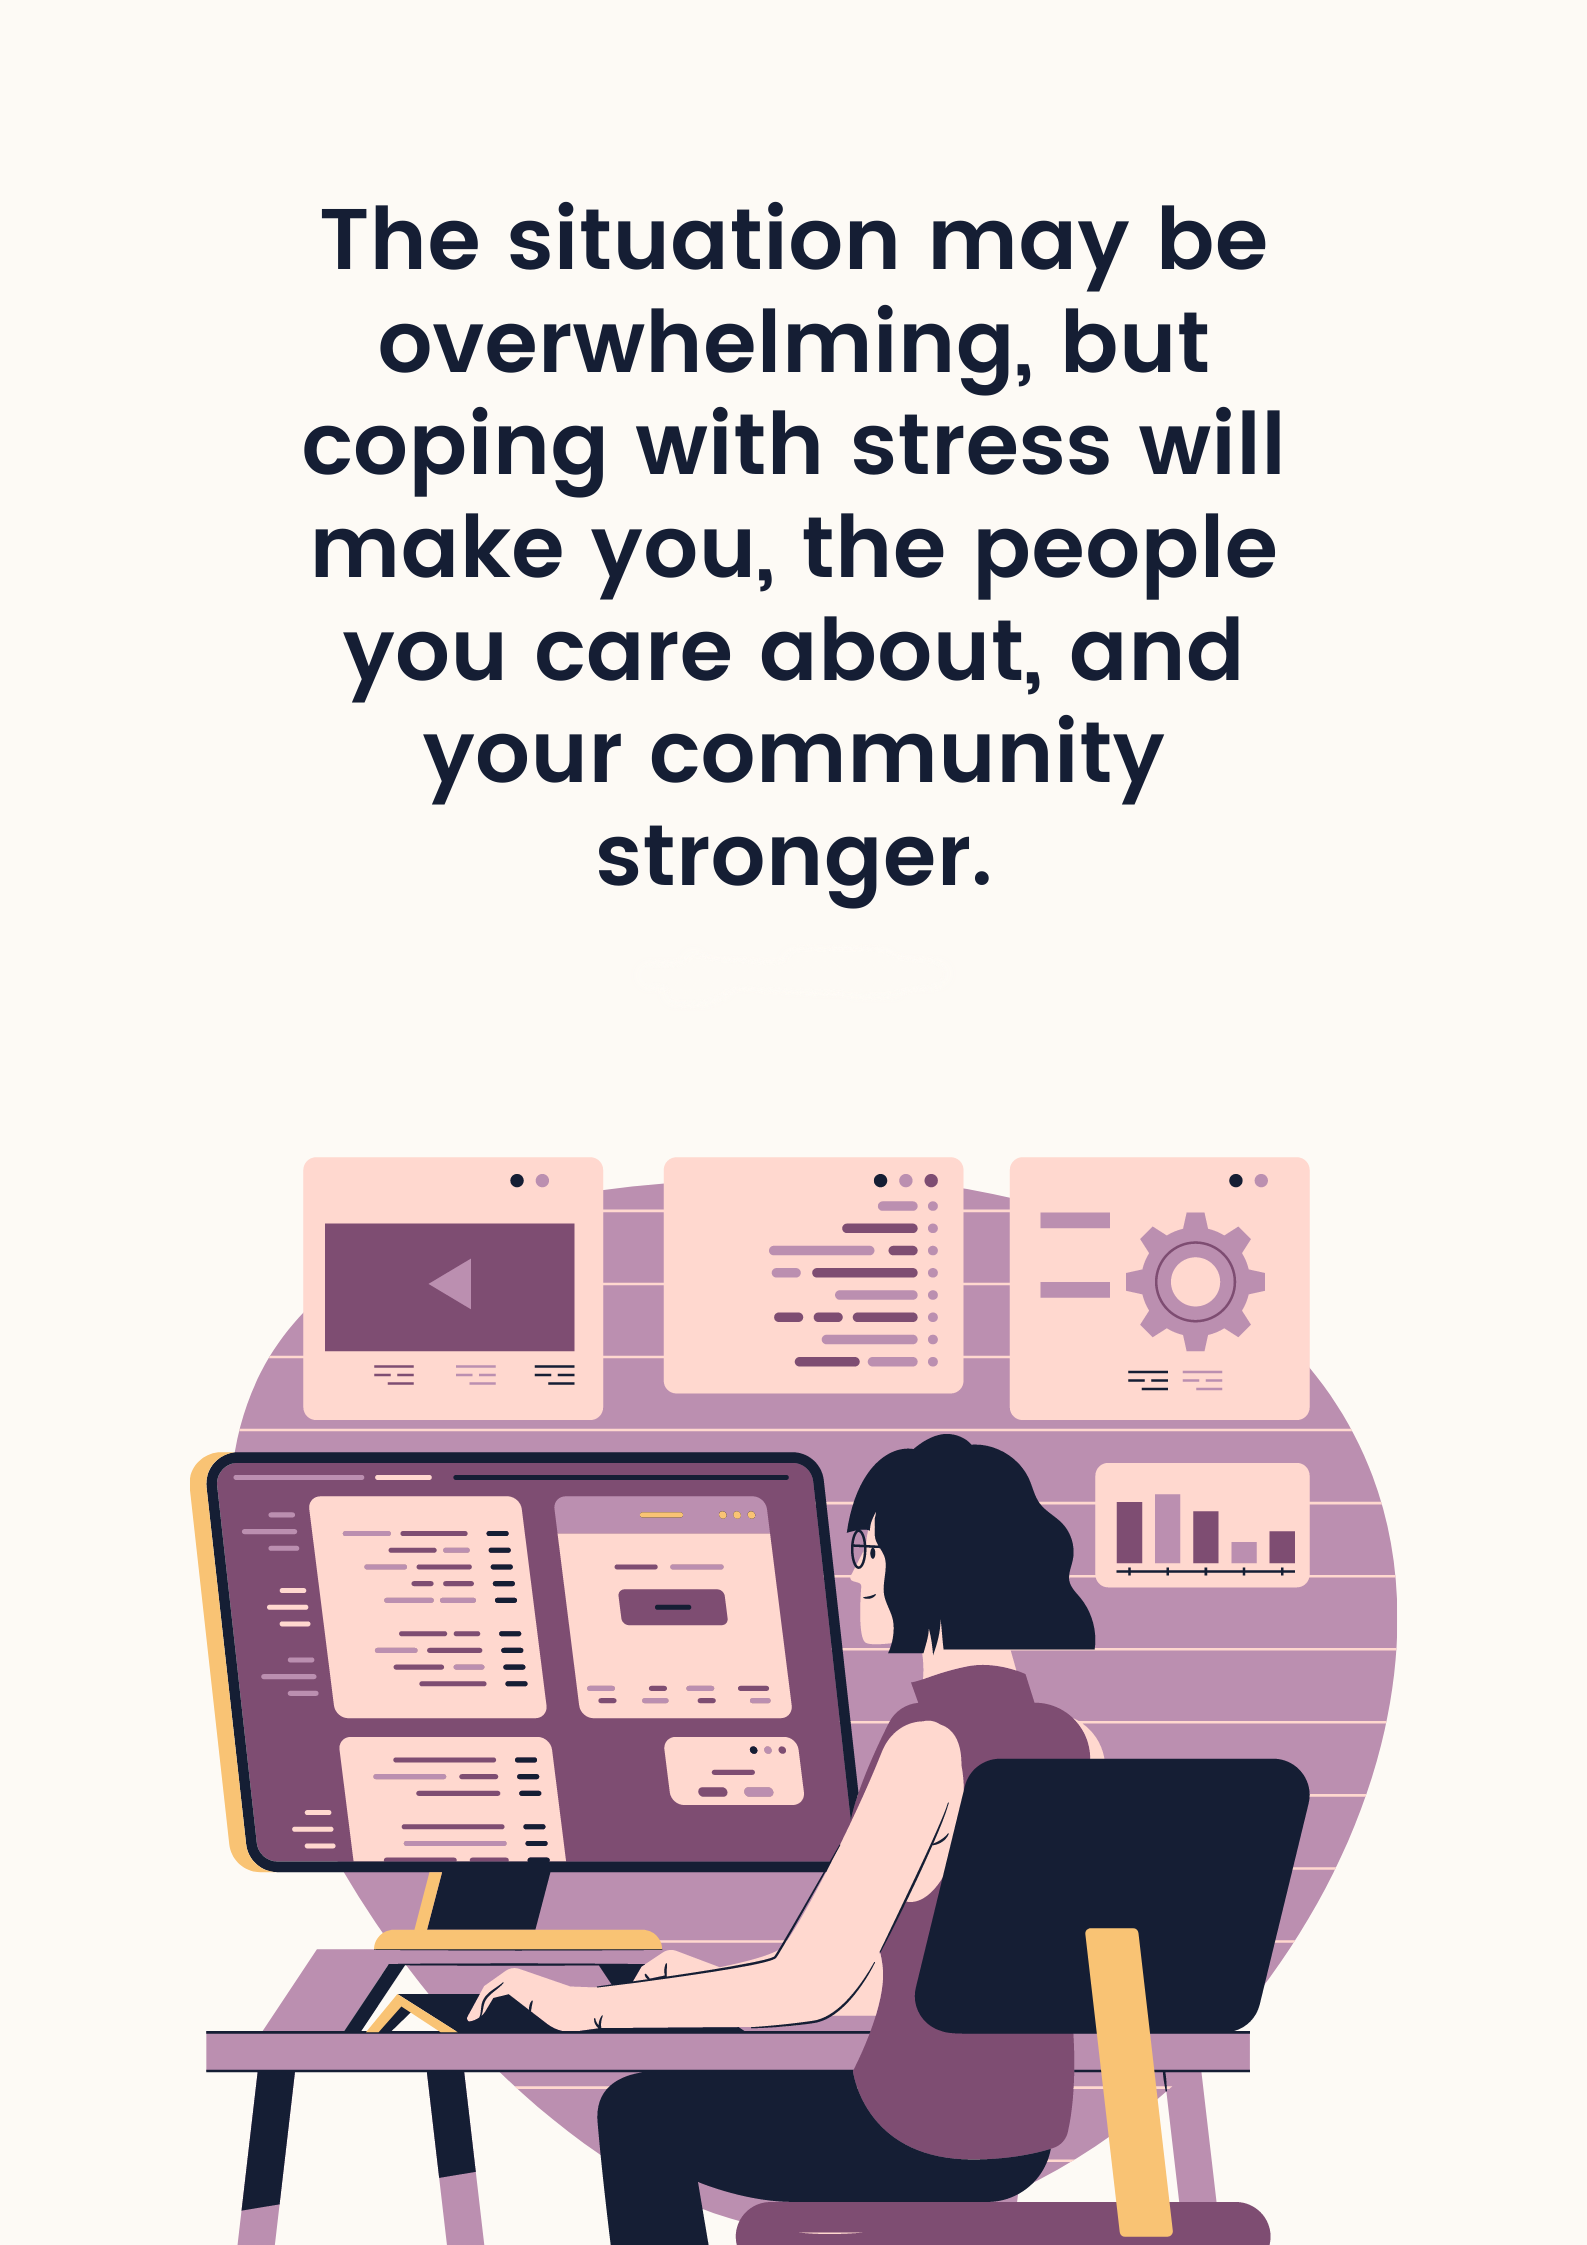 The situation may be
overwhelming, but
coping with stress will
make you, the people
you care about, and
your community
stronger.